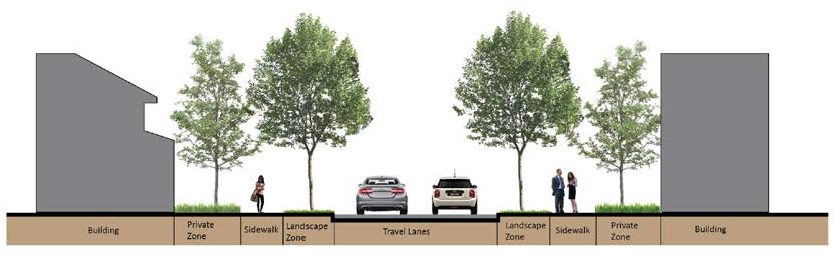 Building
Private
Zone
Sidewalk
Landscape
Zone
Travel Lanes
Landscape
Zone
Sidewalk
Private
Zone
Building